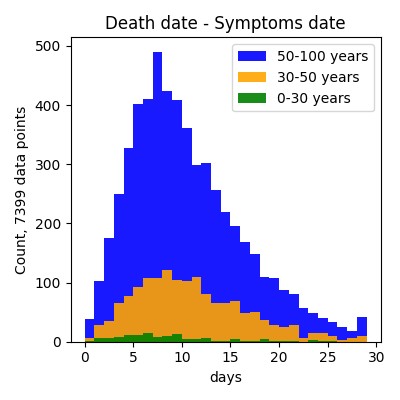 Death date - Symptoms date
Count, 7399 data points
500
400
300
200
100
0
50-100 years
30-50 years
0-30 years
0 5 10 15 20 25 30
days